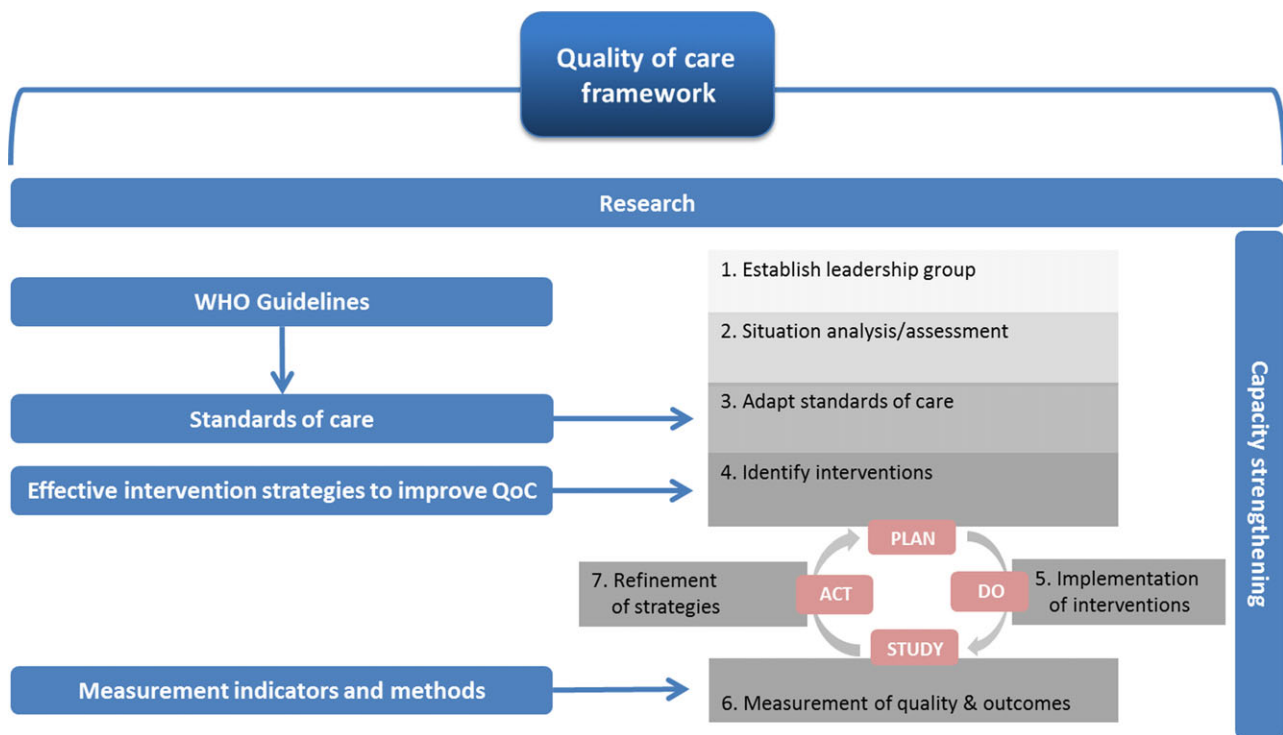 Quality of care
framework
Research
WHO Guidelines
Standards of care
Effective intervention strategies to improve QoC
Measurement indicators and methods
1. Establish leadership group
2. Situation analysis/assessment
3. Adapt standards of care
4. Identify interventions
PLAN
DO
5. Implementation
of interventions
STUDY
6. Measurement of quality & outcomes
ACT
7. Refinement
of strategies
Capacity strengthening